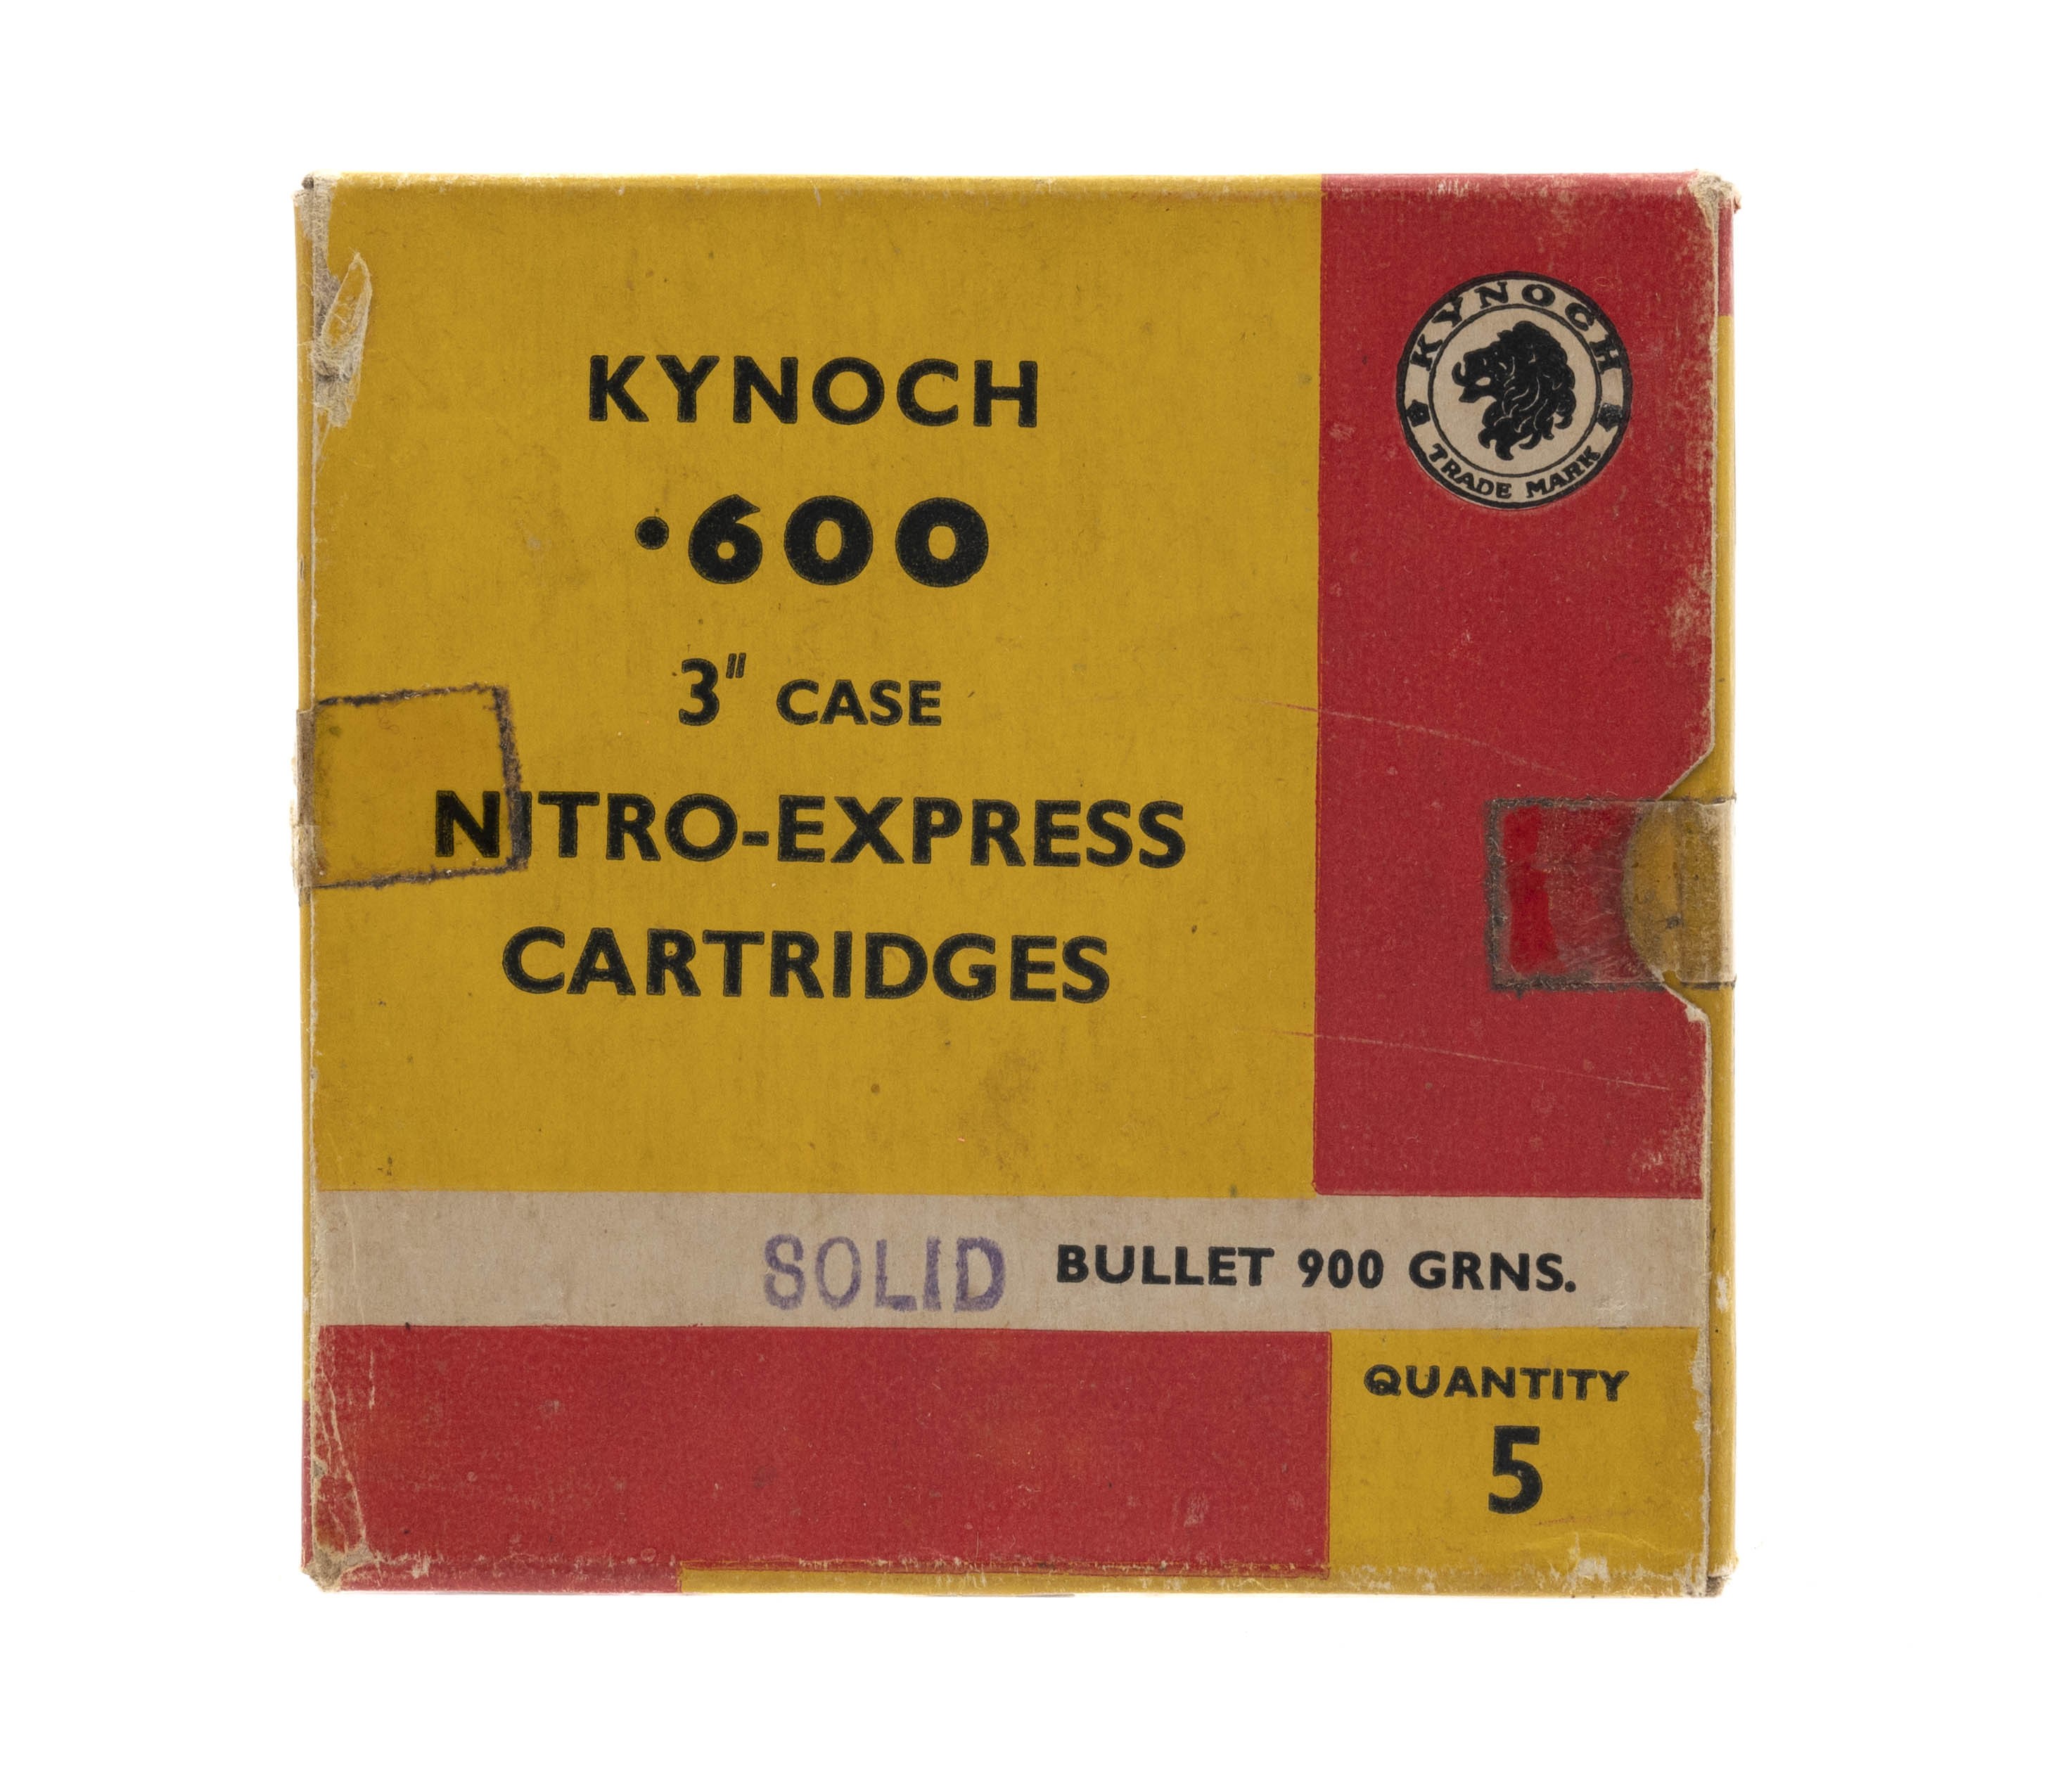 KYNOCH
·600
3" CASE
NITRO-EXPRESS
CARTRIDGES
KYNOCH
TRADE MARK
SOLID BULLET 900 GRNS.
QUANTITY
5